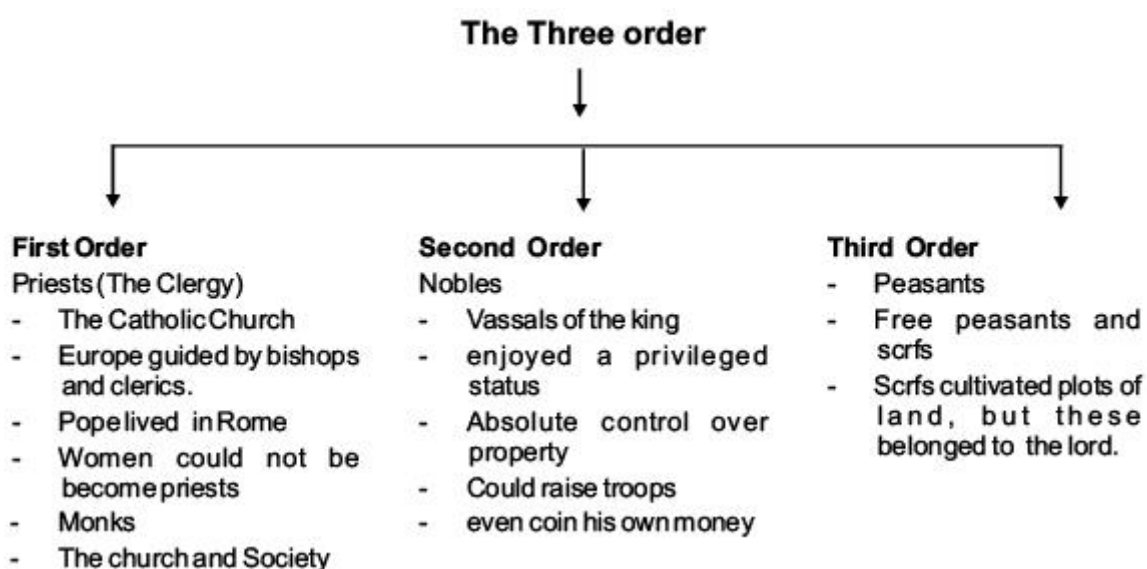 The Three order
First Order
Priests (The Clergy)
- The Catholic Church
- Europe guided by bishops
and clerics.
- Pope lived in Rome
- Women could not be
become priests
- Monks
- The church and Society
Second Order
Nobles
- Vassals of the king
- enjoyed a privileged
status
- Absolute control over
property
- Could raise troops
- even coin his own money
Third Order
- Peasants
- Free peasants and
scrfs
- Scrfs cultivated plots of
land, but these
belonged to the lord.